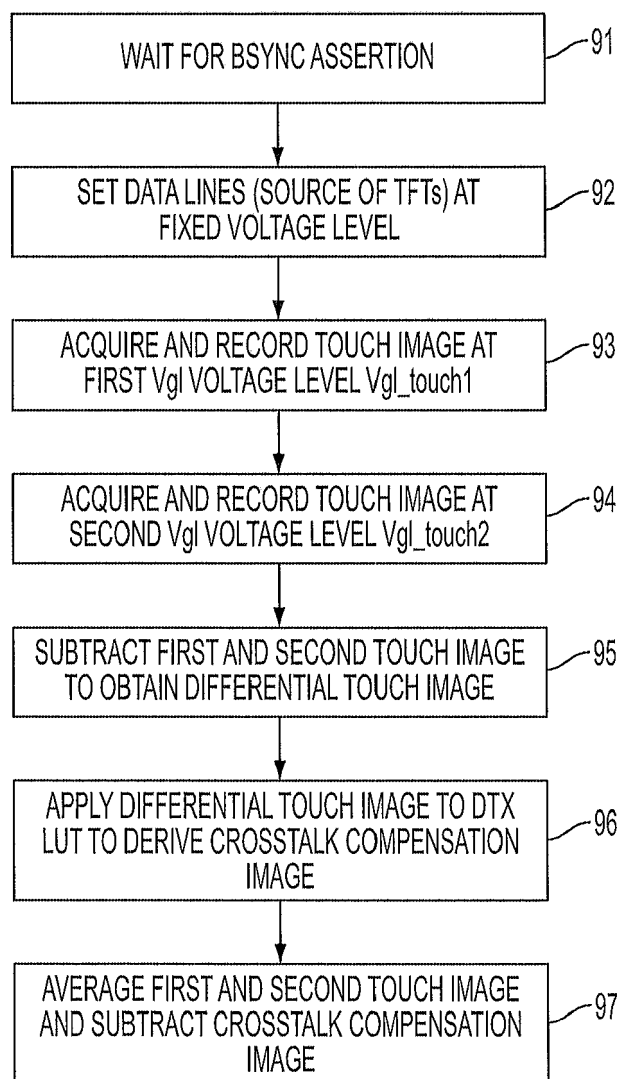 WAIT FOR BSYNC ASSERTION
91
SET DATA LINES (SOURCE OF TFTs) AT
FIXED VOLTAGE LEVEL
92
ACQUIRE AND RECORD TOUCH IMAGE AT
FIRST Vgl VOLTAGE LEVEL Vgl_touch1
93
ACQUIRE AND RECORD TOUCH IMAGE AT
SECOND Vgl VOLTAGE LEVEL Vgl_touch2
94
SUBTRACT FIRST AND SECOND TOUCH IMAGE
TO OBTAIN DIFFERENTIAL TOUCH IMAGE
95
APPLY DIFFERENTIAL TOUCH IMAGE TO DTX
LUT TO DERIVE CROSSTALK COMPENSATION
IMAGE
96
AVERAGE FIRST AND SECOND TOUCH IMAGE
AND SUBTRACT CROSSTALK COMPENSATION
IMAGE
97